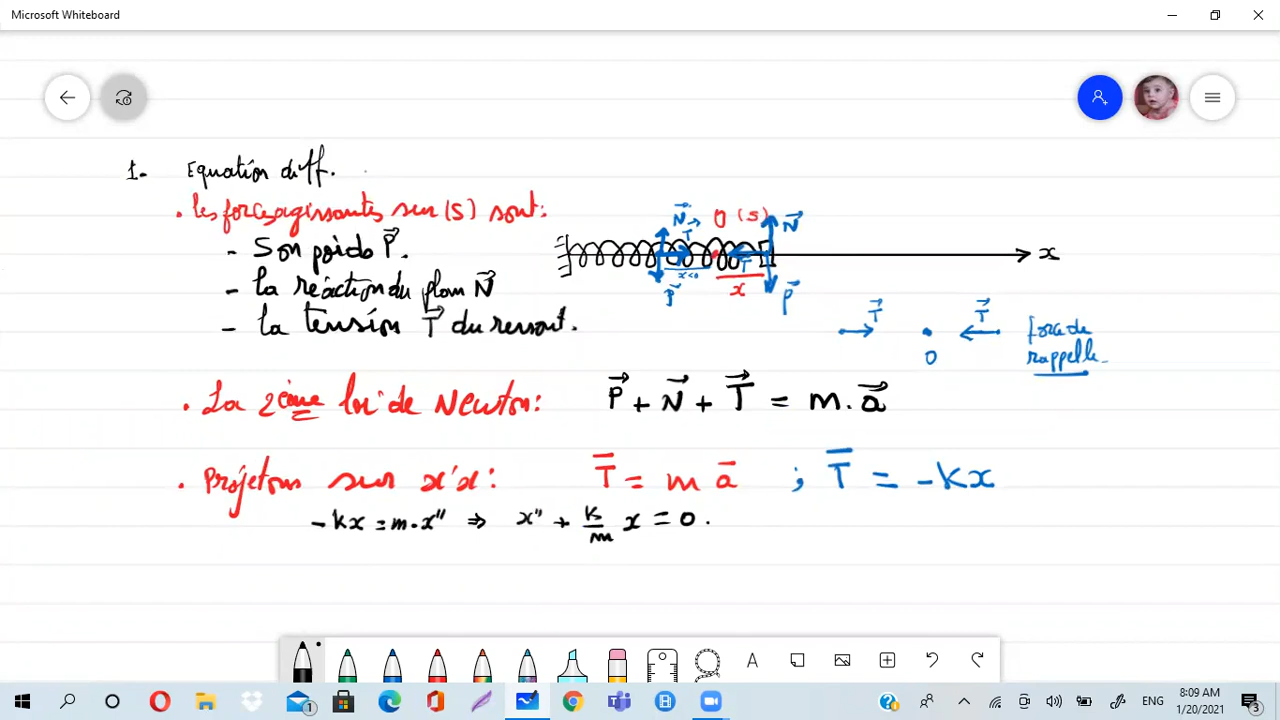 Microsoft Whiteboard
1. Equation diff.
• les forces agissantes sur (S) sont:
- Son poids P⃗.
- la réaction du plan N⃗
- la tension T⃗ du ressort.
N⃗ T⃗ O (S) N⃗
x
T⃗ x<0 P⃗ x P⃗
T⃗ O T⃗ force de
rappelle.
• La 2ème loi de Newton: P⃗ + N⃗ + T⃗ = m.a⃗
• Projetons sur x'x: T̅ = m a̅ ; T̅ = -kx
-kx = m.x'' ⇒ x'' + k/m x = 0.
A
ENG
8:09 AM
1/20/2021
1
3